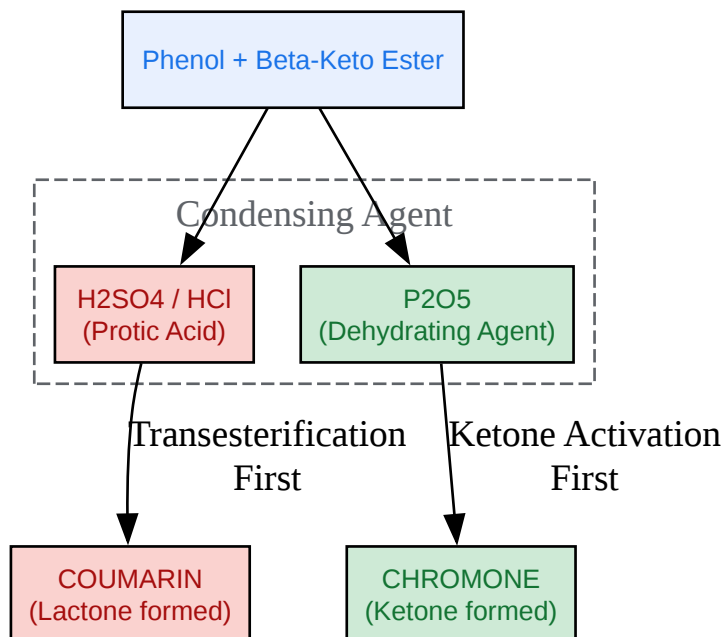 Phenol + Beta-Keto Ester
Condensing Agent
H2SO4 / HCl
(Protic Acid)
P2O5
(Dehydrating Agent)
Transesterification
First
Ketone Activation
First
COUMARIN
(Lactone formed)
CHROMONE
(Ketone formed)